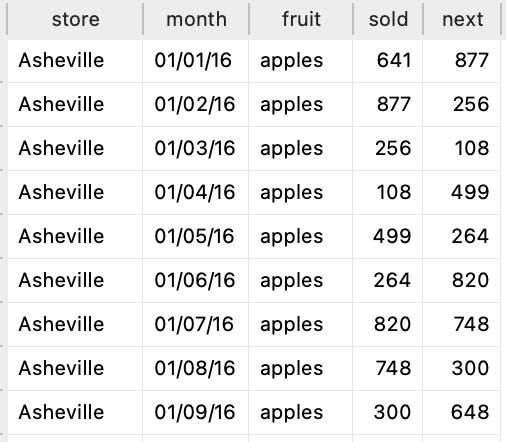 store month fruit sold next
Asheville 01/01/16 apples 641 877
Asheville 01/02/16 apples 877 256
Asheville 01/03/16 apples 256 108
Asheville 01/04/16 apples 108 499
Asheville 01/05/16 apples 499 264
Asheville 01/06/16 apples 264 820
Asheville 01/07/16 apples 820 748
Asheville 01/08/16 apples 748 300
Asheville 01/09/16 apples 300 648